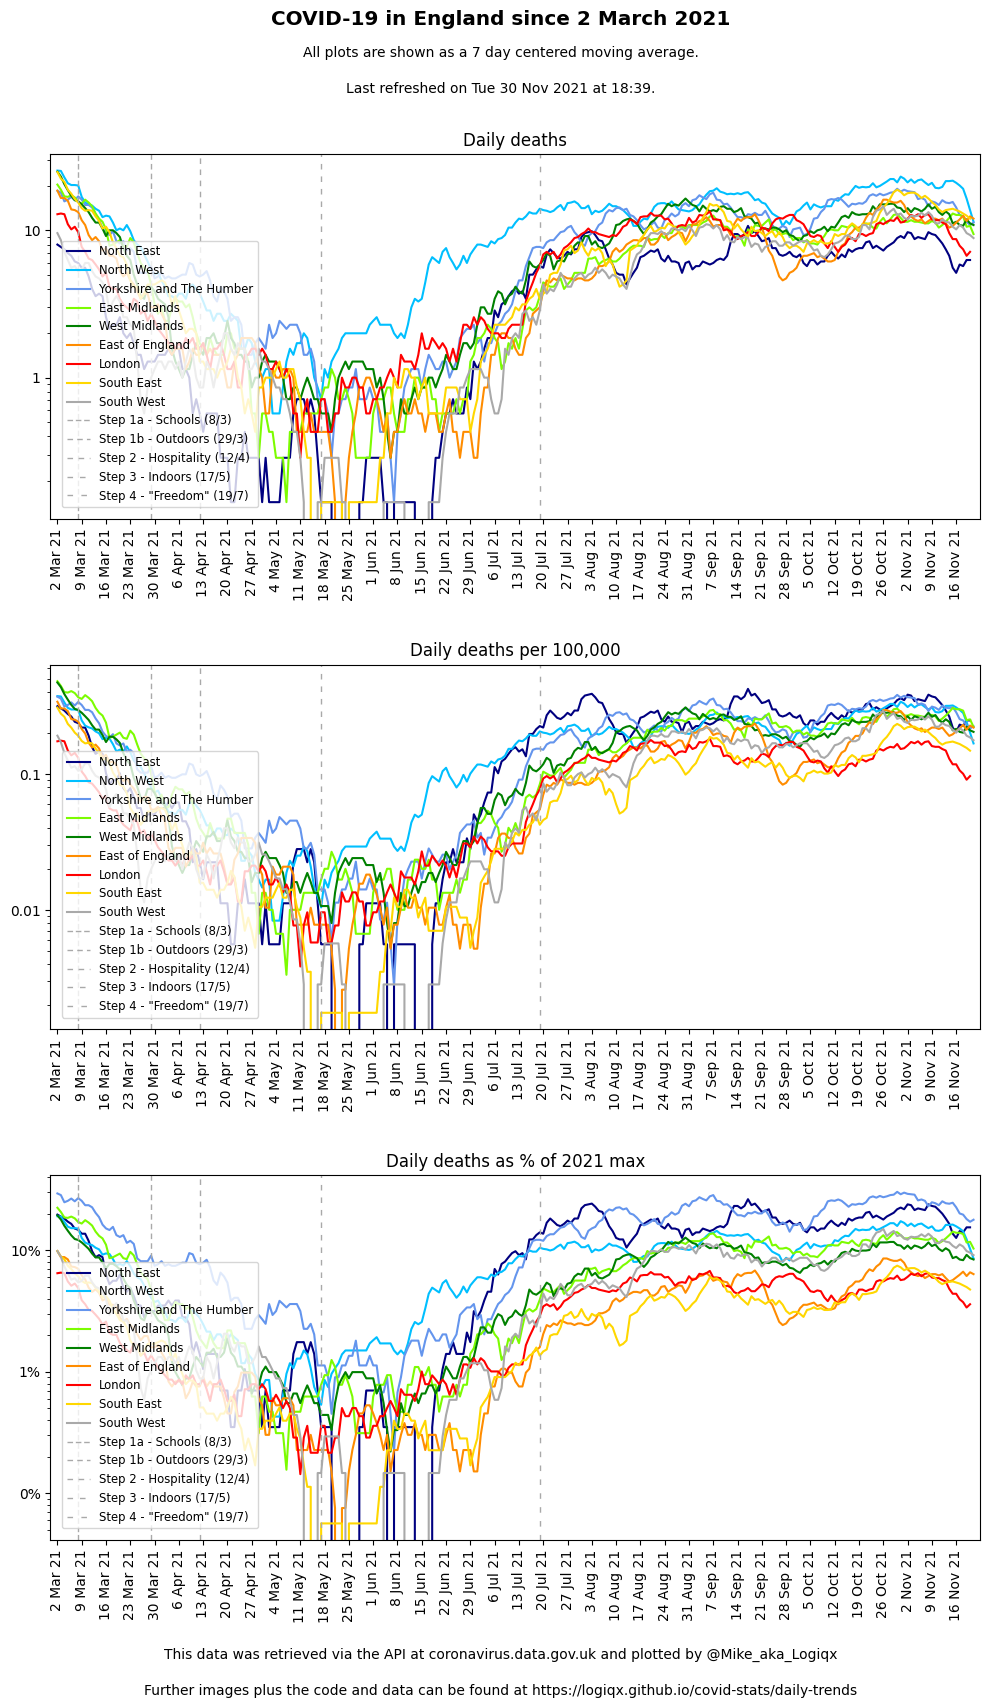 COVID-19 in England since 2 March 2021
All plots are shown as a 7 day centered moving average.
Last refreshed on Tue 30 Nov 2021 at 18:39.
Daily deaths
10
1
North East
North West
Yorkshire and The Humber
East Midlands
West Midlands
East of England
London
South East
South West
Step 1a - Schools (8/3)
Step 1b - Outdoors (29/3)
Step 2 - Hospitality (12/4)
Step 3 - Indoors (17/5)
Step 4 - "Freedom" (19/7)
2 Mar 21
9 Mar 21
16 Mar 21
23 Mar 21
30 Mar 21
6 Apr 21
13 Apr 21
20 Apr 21
27 Apr 21
4 May 21
11 May 21
18 May 21
25 May 21
1 Jun 21
8 Jun 21
15 Jun 21
22 Jun 21
29 Jun 21
6 Jul 21
13 Jul 21
20 Jul 21
27 Jul 21
3 Aug 21
10 Aug 21
17 Aug 21
24 Aug 21
31 Aug 21
7 Sep 21
14 Sep 21
21 Sep 21
28 Sep 21
5 Oct 21
12 Oct 21
19 Oct 21
26 Oct 21
2 Nov 21
9 Nov 21
16 Nov 21
Daily deaths per 100,000
0.1
0.01
North East
North West
Yorkshire and The Humber
East Midlands
West Midlands
East of England
London
South East
South West
Step 1a - Schools (8/3)
Step 1b - Outdoors (29/3)
Step 2 - Hospitality (12/4)
Step 3 - Indoors (17/5)
Step 4 - "Freedom" (19/7)
2 Mar 21
9 Mar 21
16 Mar 21
23 Mar 21
30 Mar 21
6 Apr 21
13 Apr 21
20 Apr 21
27 Apr 21
4 May 21
11 May 21
18 May 21
25 May 21
1 Jun 21
8 Jun 21
15 Jun 21
22 Jun 21
29 Jun 21
6 Jul 21
13 Jul 21
20 Jul 21
27 Jul 21
3 Aug 21
10 Aug 21
17 Aug 21
24 Aug 21
31 Aug 21
7 Sep 21
14 Sep 21
21 Sep 21
28 Sep 21
5 Oct 21
12 Oct 21
19 Oct 21
26 Oct 21
2 Nov 21
9 Nov 21
16 Nov 21
Daily deaths as % of 2021 max
10%
1%
0%
North East
North West
Yorkshire and The Humber
East Midlands
West Midlands
East of England
London
South East
South West
Step 1a - Schools (8/3)
Step 1b - Outdoors (29/3)
Step 2 - Hospitality (12/4)
Step 3 - Indoors (17/5)
Step 4 - "Freedom" (19/7)
2 Mar 21
9 Mar 21
16 Mar 21
23 Mar 21
30 Mar 21
6 Apr 21
13 Apr 21
20 Apr 21
27 Apr 21
4 May 21
11 May 21
18 May 21
25 May 21
1 Jun 21
8 Jun 21
15 Jun 21
22 Jun 21
29 Jun 21
6 Jul 21
13 Jul 21
20 Jul 21
27 Jul 21
3 Aug 21
10 Aug 21
17 Aug 21
24 Aug 21
31 Aug 21
7 Sep 21
14 Sep 21
21 Sep 21
28 Sep 21
5 Oct 21
12 Oct 21
19 Oct 21
26 Oct 21
2 Nov 21
9 Nov 21
16 Nov 21
This data was retrieved via the API at coronavirus.data.gov.uk and plotted by @Mike_aka_Logiqx
Further images plus the code and data can be found at https://logiqx.github.io/covid-stats/daily-trends